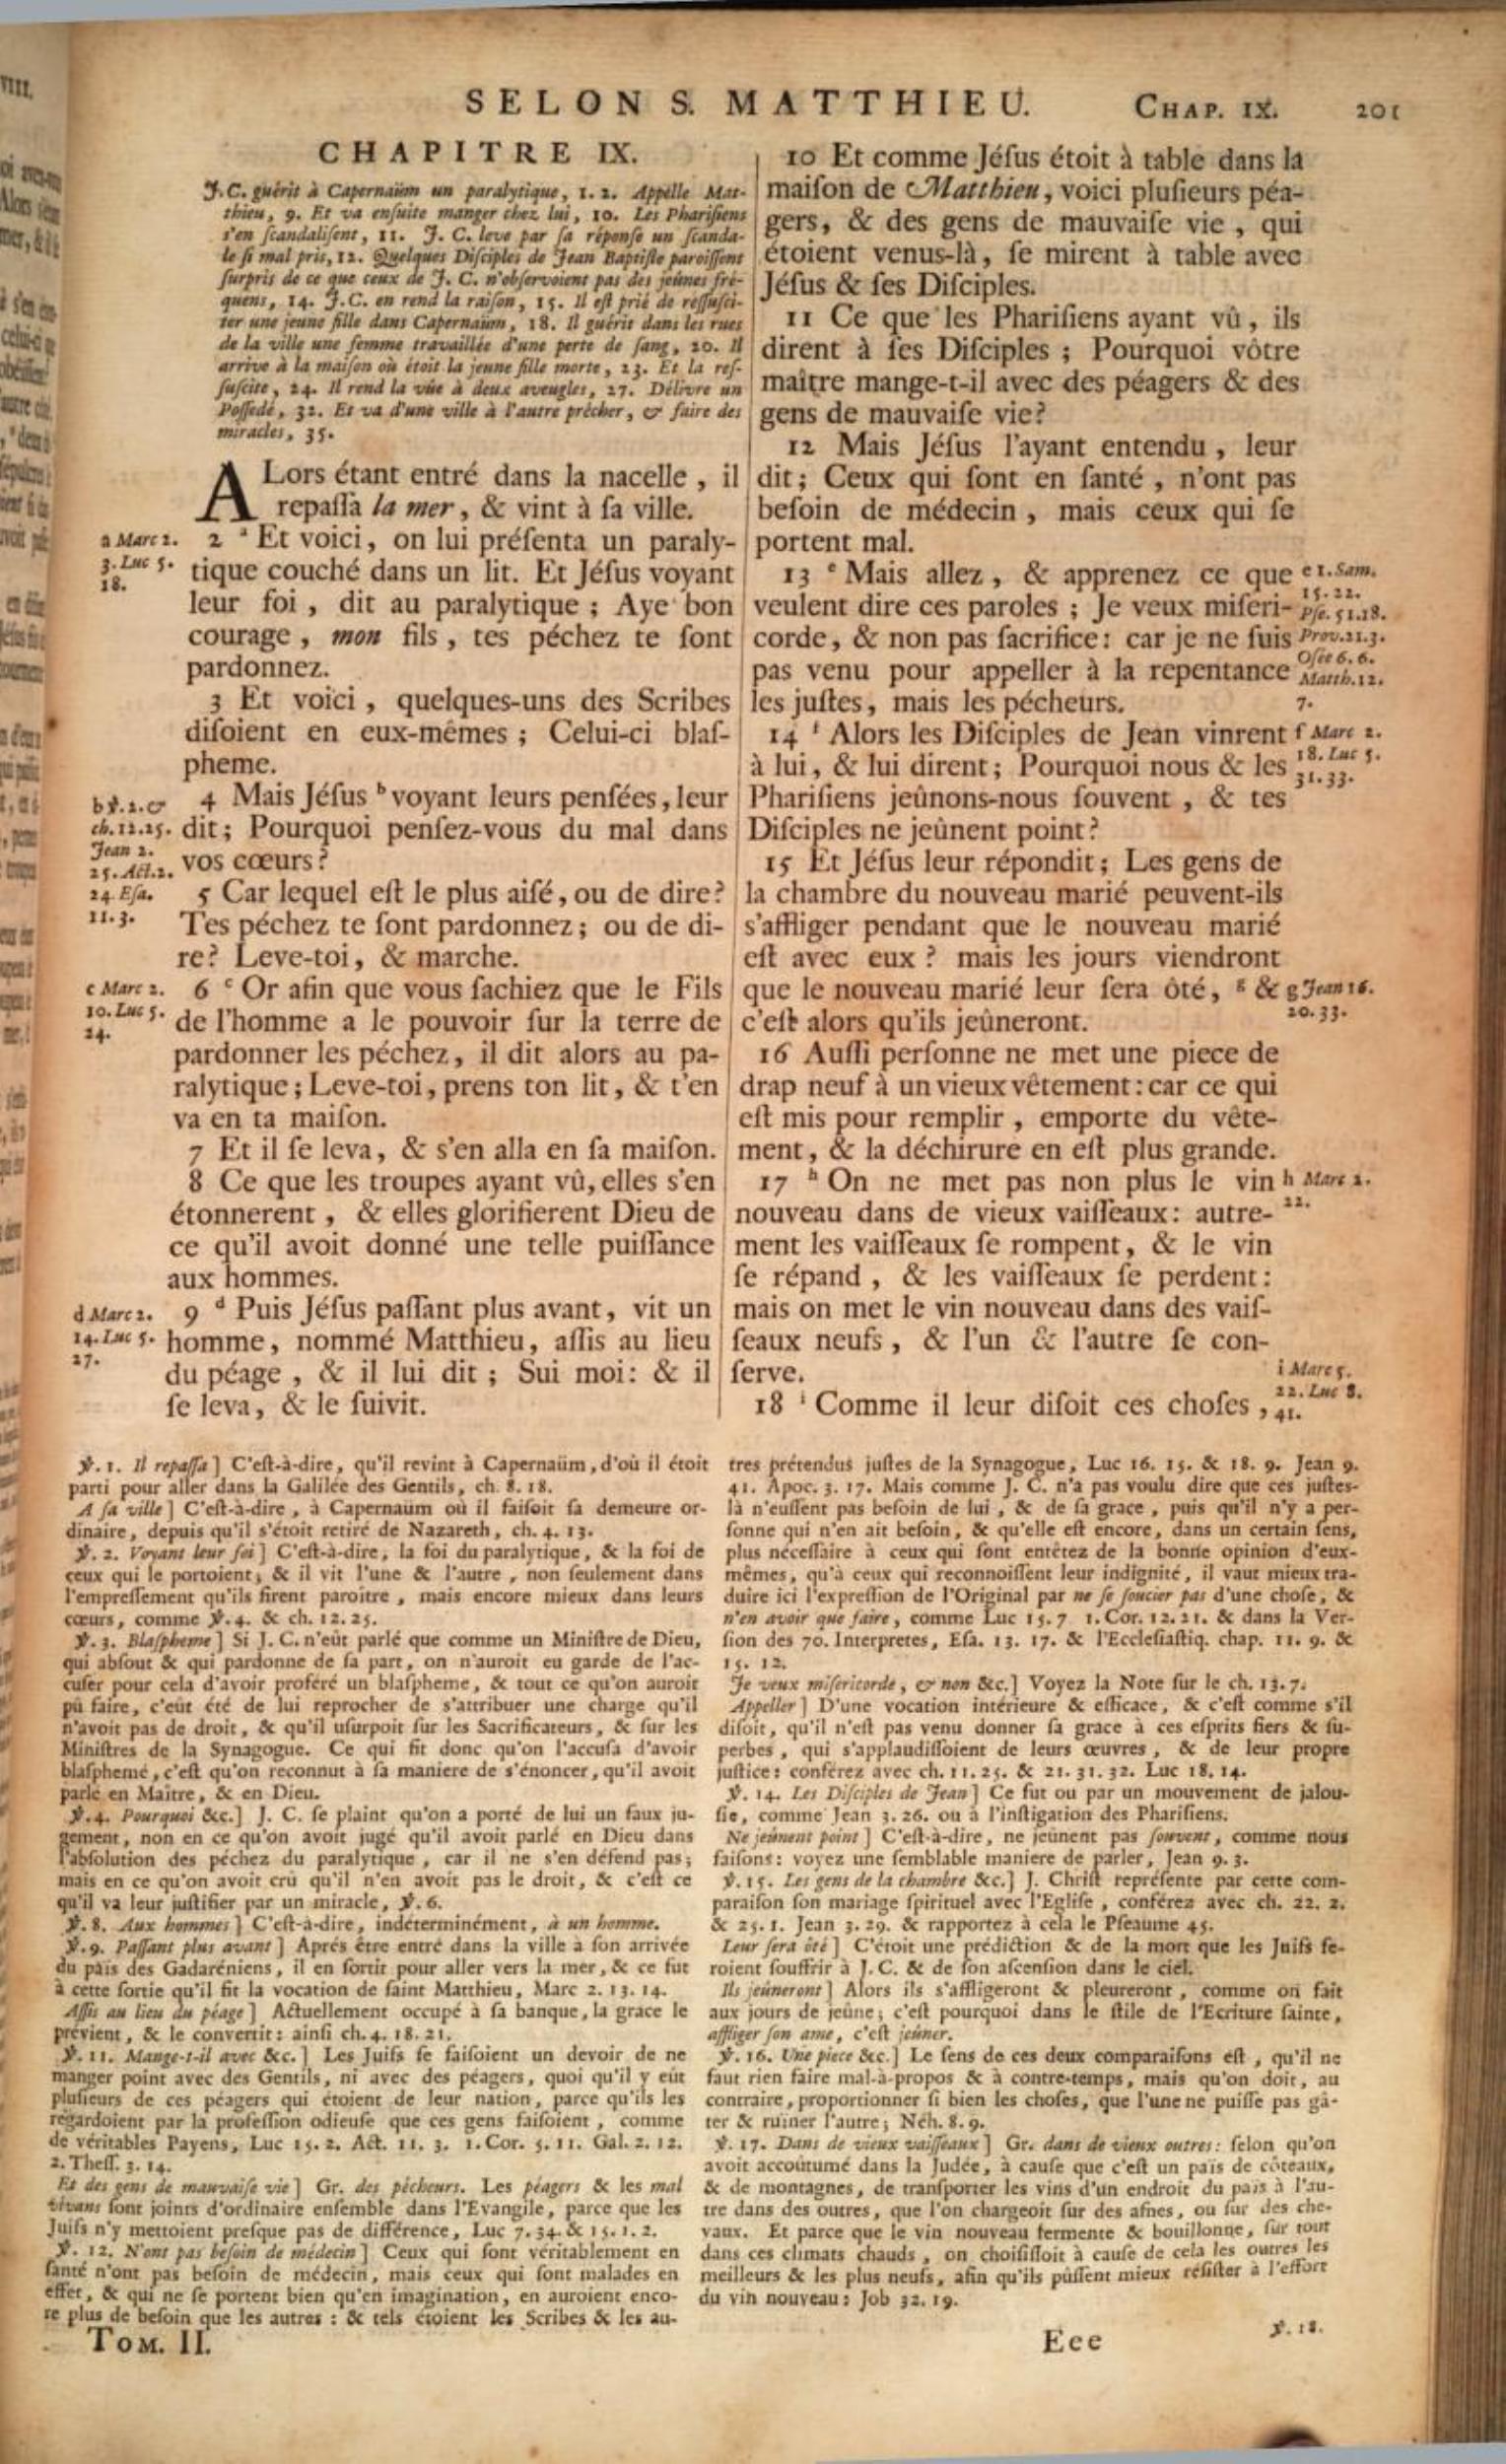 SELON S. MATTHIEU. CHAP. IX. 201
CHAPITRE IX.
J. C. guérit à Capernaüm un paralytique, 1. 2. Appelle Mat-
thieu, 9. Et va enſuite manger chez lui, 10. Les Phariſiens
s'en ſcandaliſent, 11. J. C. leve par ſa réponſe un ſcanda-
le ſi mal pris, 12. Quelques Diſciples de Jean Baptiſte paroiſſent
ſurpris de ce que ceux de J. C. n'obſervoient pas des jeûnes fré-
quens, 14. J. C. en rend la raiſon, 15. Il eſt prié de reſſuſci-
ter une jeune fille dans Capernaüm, 18. Il guérit dans les rues
de la ville une femme travaillée d'une perte de ſang, 20. Il
arrive à la maiſon où étoit la jeune fille morte, 23. Et la reſ-
ſuſcite, 24. Il rend la vûe à deux aveugles, 27. Délivre un
Poſſedé, 32. Et va d'une ville à l'autre prêcher, & faire des
miracles, 35.
ALors étant entré dans la nacelle, il
repaſſa la mer, & vint à ſa ville.
2 a Et voici, on lui préſenta un paraly-
tique couché dans un lit. Et Jéſus voyant
leur foi, dit au paralytique; Aye bon
courage, mon fils, tes péchez te ſont
pardonnez.
3 Et voici, quelques-uns des Scribes
diſoient en eux-mêmes; Celui-ci blaſ-
pheme.
4 Mais Jéſus b voyant leurs penſées, leur
dit; Pourquoi penſez-vous du mal dans
vos cœurs?
5 Car lequel eſt le plus aiſé, ou de dire?
Tes péchez te ſont pardonnez; ou de di-
re? Leve-toi, & marche.
6 c Or afin que vous ſachiez que le Fils
de l'homme a le pouvoir ſur la terre de
pardonner les péchez, il dit alors au pa-
ralytique; Leve-toi, prens ton lit, & t'en
va en ta maiſon.
7 Et il ſe leva, & s'en alla en ſa maiſon.
8 Ce que les troupes ayant vû, elles s'en
étonnerent, & elles glorifierent Dieu de
ce qu'il avoit donné une telle puiſſance
aux hommes.
9 d Puis Jéſus paſſant plus avant, vit un
homme, nommé Matthieu, aſſis au lieu
du péage, & il lui dit; Sui moi: & il
ſe leva, & le ſuivit.
a Marc 2.
3. Luc 5.
18.
b ℣. 2. &
ch. 12. 25.
Jean 2.
25. Act. 2.
24. Eſa.
11. 3.
c Marc 2.
10. Luc 5.
24.
d Marc 2.
14. Luc 5.
27.
10 Et comme Jéſus étoit à table dans la
maiſon de Matthieu, voici pluſieurs péa-
gers, & des gens de mauvaiſe vie, qui
étoient venus-là, ſe mirent à table avec
Jéſus & ſes Diſciples.
11 Ce que les Phariſiens ayant vû, ils
dirent à ſes Diſciples; Pourquoi vôtre
maître mange-t-il avec des péagers & des
gens de mauvaiſe vie?
12 Mais Jéſus l'ayant entendu, leur
dit; Ceux qui ſont en ſanté, n'ont pas
beſoin de médecin, mais ceux qui ſe
portent mal.
13 e Mais allez, & apprenez ce que
veulent dire ces paroles; Je veux miſeri-
corde, & non pas ſacrifice: car je ne ſuis
pas venu pour appeller à la repentance
les juſtes, mais les pécheurs.
14 f Alors les Diſciples de Jean vinrent
à lui, & lui dirent; Pourquoi nous & les
Phariſiens jeûnons-nous ſouvent, & tes
Diſciples ne jeûnent point?
15 Et Jéſus leur répondit; Les gens de
la chambre du nouveau marié peuvent-ils
s'affliger pendant que le nouveau marié
eſt avec eux? mais les jours viendront
que le nouveau marié leur ſera ôté, g &
c'eſt alors qu'ils jeûneront.
16 Auſſi perſonne ne met une piece de
drap neuf à un vieux vêtement: car ce qui
eſt mis pour remplir, emporte du vête-
ment, & la déchirure en eſt plus grande.
17 h On ne met pas non plus le vin
nouveau dans de vieux vaiſſeaux: autre-
ment les vaiſſeaux ſe rompent, & le vin
ſe répand, & les vaiſſeaux ſe perdent:
mais on met le vin nouveau dans des vaiſ-
ſeaux neufs, & l'un & l'autre ſe con-
ſerve.
18 i Comme il leur diſoit ces choſes,
e 1. Sam.
15. 22.
Pſe. 51. 18.
Prov. 21. 3.
Oſée 6. 6.
Matth. 12.
7.
f Marc 2.
18. Luc 5.
31. 33.
g Jean 16.
20. 33.
h Marc 2.
22.
i Marc 5.
22. Luc 8.
41.
℣. 1. Il repaſſa] C'eſt-à-dire, qu'il revint à Capernaüm, d'où il étoit
parti pour aller dans la Galilée des Gentils, ch. 8. 18.
A ſa ville] C'eſt-à-dire, à Capernaüm où il faiſoit ſa demeure or-
dinaire, depuis qu'il s'étoit retiré de Nazareth, ch. 4. 13.
℣. 2. Voyant leur foi] C'eſt-à-dire, la foi du paralytique, & la foi de
ceux qui le portoient; & il vit l'une & l'autre, non ſeulement dans
l'empreſſement qu'ils firent paroître, mais encore mieux dans leurs
cœurs, comme ℣. 4. & ch. 12. 25.
℣. 3. Blaſpheme] Si J. C. n'eût parlé que comme un Miniſtre de Dieu,
qui abſout & qui pardonne de ſa part, on n'auroit eu garde de l'ac-
cuſer pour cela d'avoir proféré un blaſpheme, & tout ce qu'on auroit
pû faire, c'eût été de lui reprocher de s'attribuer une charge qu'il
n'avoit pas de droit, & qu'il uſurpoit ſur les Sacrificateurs, & ſur les
Miniſtres de la Synagogue. Ce qui fit donc qu'on l'accuſa d'avoir
blaſphemé, c'eſt qu'on reconnut à ſa maniere de s'énoncer, qu'il avoit
parlé en Maître, & en Dieu.
℣. 4. Pourquoi &c.] J. C. ſe plaint qu'on a porté de lui un faux ju-
gement, non en ce qu'on avoit jugé qu'il avoit parlé en Dieu dans
l'abſolution des péchez du paralytique, car il ne s'en défend pas;
mais en ce qu'on avoit crû qu'il n'en avoit pas le droit, & c'eſt ce
qu'il va leur juſtifier par un miracle, ℣. 6.
℣. 8. Aux hommes] C'eſt-à-dire, indéterminément, à un homme.
℣. 9. Paſſant plus avant] Aprés être entré dans la ville à ſon arrivée
du païs des Gadaréniens, il en ſortit pour aller vers la mer, & ce fut
à cette ſortie qu'il fit la vocation de ſaint Matthieu, Marc 2. 13. 14.
Aſſis au lieu du péage] Actuellement occupé à ſa banque, la grace le
prévient, & le convertit: ainſi ch. 4. 18. 21.
℣. 11. Mange-t-il avec &c.] Les Juifs ſe faiſoient un devoir de ne
manger point avec des Gentils, ni avec des péagers, quoi qu'il y eût
pluſieurs de ces péagers qui étoient de leur nation, parce qu'ils les
régardoient par la profeſſion odieuſe que ces gens faiſoient, comme
de véritables Payens, Luc 15. 2. Act. 11. 3. 1. Cor. 5. 11. Gal. 2. 12.
2. Theſſ. 3. 14.
Et des gens de mauvaiſe vie] Gr. des pécheurs. Les péagers & les mal
vivans ſont joints d'ordinaire enſemble dans l'Evangile, parce que les
Juifs n'y mettoient preſque pas de différence, Luc 7. 34. & 15. 1. 2.
℣. 12. N'ont pas beſoin de médecin] Ceux qui ſont véritablement en
ſanté n'ont pas beſoin de médecin, mais ceux qui ſont malades en
effet, & qui ne ſe portent bien qu'en imagination, en auroient enco-
re plus de beſoin que les autres: & tels étoient les Scribes & les au-
tres prétendus juſtes de la Synagogue, Luc 16. 15. & 18. 9. Jean 9.
41. Apoc. 3. 17. Mais comme J. C. n'a pas voulu dire que ces juſtes-
là n'euſſent pas beſoin de lui, & de ſa grace, puis qu'il n'y a per-
ſonne qui n'en ait beſoin, & qu'elle eſt encore, dans un certain ſens,
plus néceſſaire à ceux qui ſont entêtez de la bonne opinion d'eux-
mêmes, qu'à ceux qui reconnoiſſent leur indignité, il vaut mieux tra-
duire ici l'expreſſion de l'Original par ne ſe ſoucier pas d'une choſe, &
n'en avoir que faire, comme Luc 15. 7 1. Cor. 12. 21. & dans la Ver-
ſion des 70. Interpretes, Eſa. 13. 17. & l'Eccleſiaſtiq. chap. 11. 9. &
15. 12.
Je veux miſericorde, & non &c.] Voyez la Note ſur le ch. 13. 7.
Appeller] D'une vocation intérieure & efficace, & c'eſt comme s'il
diſoit, qu'il n'eſt pas venu donner ſa grace à ces eſprits fiers & ſu-
perbes, qui s'applaudiſſoient de leurs œuvres, & de leur propre
juſtice: conférez avec ch. 11. 25. & 21. 31. 32. Luc 18. 14.
℣. 14. Les Diſciples de Jean] Ce fut ou par un mouvement de jalou-
ſie, comme Jean 3. 26. ou à l'inſtigation des Phariſiens.
Ne jeûnent point] C'eſt-à-dire, ne jeûnent pas ſouvent, comme nous
faiſons: voyez une ſemblable maniere de parler, Jean 9. 3.
℣. 15. Les gens de la chambre &c.] J. Chriſt repréſente par cette com-
paraiſon ſon mariage ſpirituel avec l'Egliſe, conférez avec ch. 22. 2.
& 25. 1. Jean 3. 29. & rapportez à cela le Pſeaume 45.
Leur ſera ôté] C'étoit une prédiction & de la mort que les Juifs fe-
roient ſouffrir à J. C. & de ſon aſcenſion dans le ciel.
Ils jeûneront] Alors ils s'affligeront & pleureront, comme on fait
aux jours de jeûne; c'eſt pourquoi dans le ſtile de l'Ecriture ſainte,
affliger ſon ame, c'eſt jeûner.
℣. 16. Une piece &c.] Le ſens de ces deux comparaiſons eſt, qu'il ne
faut rien faire mal-à-propos & à contre-temps, mais qu'on doit, au
contraire, proportionner ſi bien les choſes, que l'une ne puiſſe pas gâ-
ter & ruiner l'autre; Néh. 8. 9.
℣. 17. Dans de vieux vaiſſeaux] Gr. dans de vieux outres: ſelon qu'on
avoit accoûtumé dans la Judée, à cauſe que c'eſt un païs de côteaux,
& de montagnes, de tranſporter les vins d'un endroit du païs à l'au-
tre dans des outres, que l'on chargeoit ſur des aſnes, ou ſur des che-
vaux. Et parce que le vin nouveau fermente & bouillonne, ſur tout
dans ces climats chauds, on choiſiſſoit à cauſe de cela les outres les
meilleurs & les plus neufs, afin qu'ils pûſſent mieux réſiſter à l'effort
du vin nouveau: Job 32. 19.
TOM. II. Eee ℣. 18.